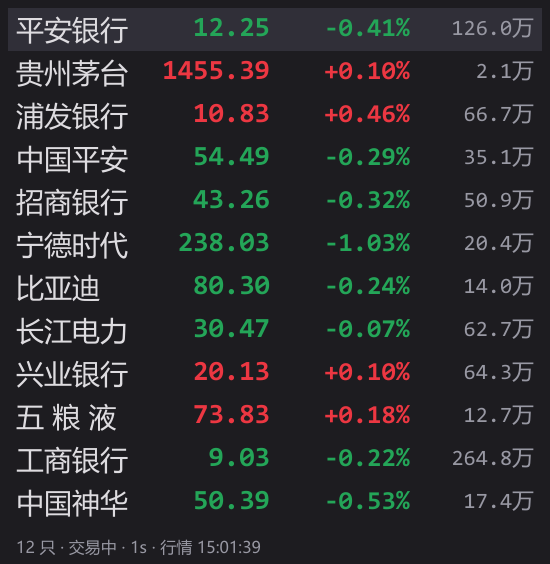 平安银行 12.25 -0.41% 126.0万
贵州茅台 1455.39 +0.10% 2.1万
浦发银行 10.83 +0.46% 66.7万
中国平安 54.49 -0.29% 35.1万
招商银行 43.26 -0.32% 50.9万
宁德时代 238.03 -1.03% 20.4万
比亚迪 80.30 -0.24% 14.0万
长江电力 30.47 -0.07% 62.7万
兴业银行 20.13 +0.10% 64.3万
五 粮 液 73.83 +0.18% 12.7万
工商银行 9.03 -0.22% 264.8万
中国神华 50.39 -0.53% 17.4万
12 只 · 交易中 · 1s · 行情 15:01:39